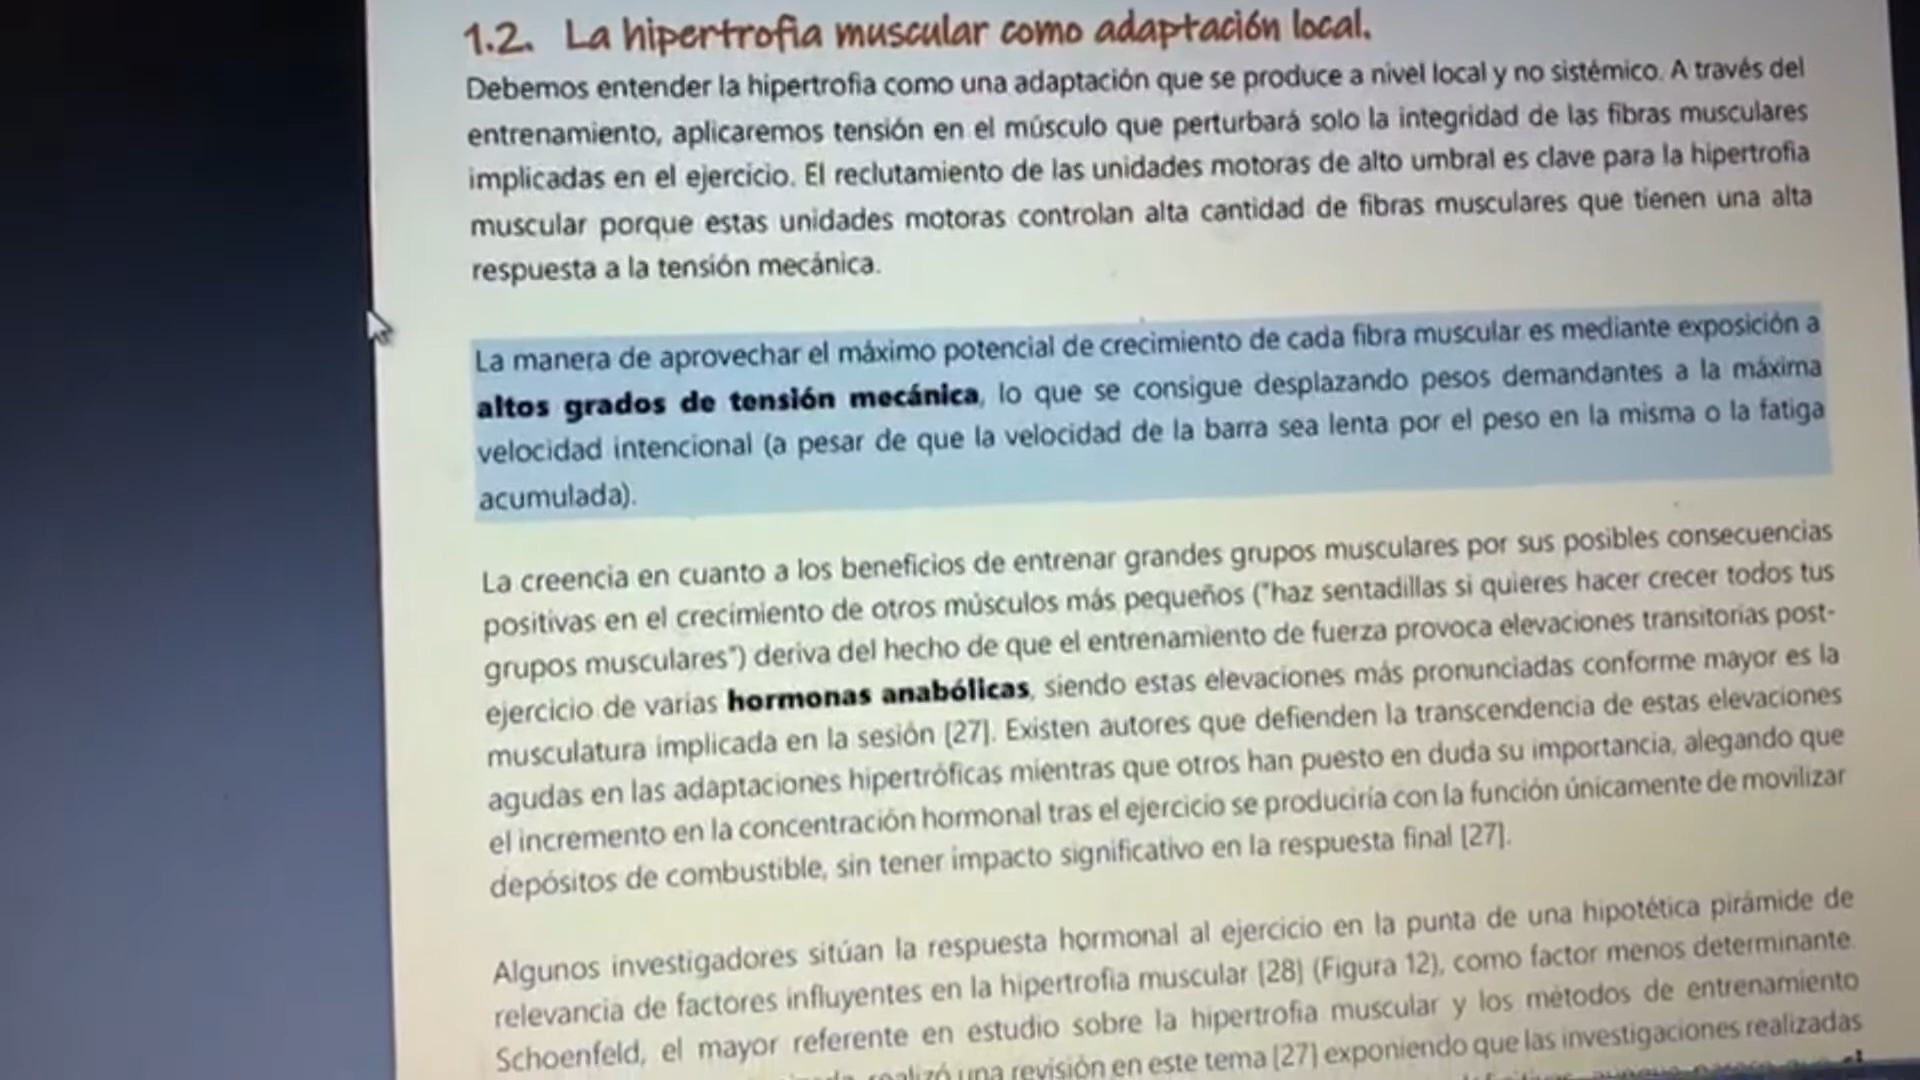 1.2. La hipertrofia muscular como adaptación local.
Debemos entender la hipertrofia como una adaptación que se produce a nivel local y no sistémico. A través del
entrenamiento, aplicaremos tensión en el músculo que perturbará solo la integridad de las fibras musculares
implicadas en el ejercicio. El reclutamiento de las unidades motoras de alto umbral es clave para la hipertrofia
muscular porque estas unidades motoras controlan alta cantidad de fibras musculares que tienen una alta
respuesta a la tensión mecánica.
La manera de aprovechar el máximo potencial de crecimiento de cada fibra muscular es mediante exposición a
altos grados de tensión mecánica, lo que se consigue desplazando pesos demandantes a la máxima
velocidad intencional (a pesar de que la velocidad de la barra sea lenta por el peso en la misma o la fatiga
acumulada).
La creencia en cuanto a los beneficios de entrenar grandes grupos musculares por sus posibles consecuencias
positivas en el crecimiento de otros músculos más pequeños ("haz sentadillas si quieres hacer crecer todos tus
grupos musculares") deriva del hecho de que el entrenamiento de fuerza provoca elevaciones transitorias post-
ejercicio de varias hormonas anabólicas, siendo estas elevaciones más pronunciadas conforme mayor es la
musculatura implicada en la sesión [27]. Existen autores que defienden la transcendencia de estas elevaciones
agudas en las adaptaciones hipertróficas mientras que otros han puesto en duda su importancia, alegando que
el incremento en la concentración hormonal tras el ejercicio se produciría con la función únicamente de movilizar
depósitos de combustible, sin tener impacto significativo en la respuesta final [27].
Algunos investigadores sitúan la respuesta hormonal al ejercicio en la punta de una hipotética pirámide de
relevancia de factores influyentes en la hipertrofia muscular [28] (Figura 12), como factor menos determinante.
Schoenfeld, el mayor referente en estudio sobre la hipertrofia muscular y los métodos de entrenamiento
realizó una revisión en este tema [27] exponiendo que las investigaciones realizadas